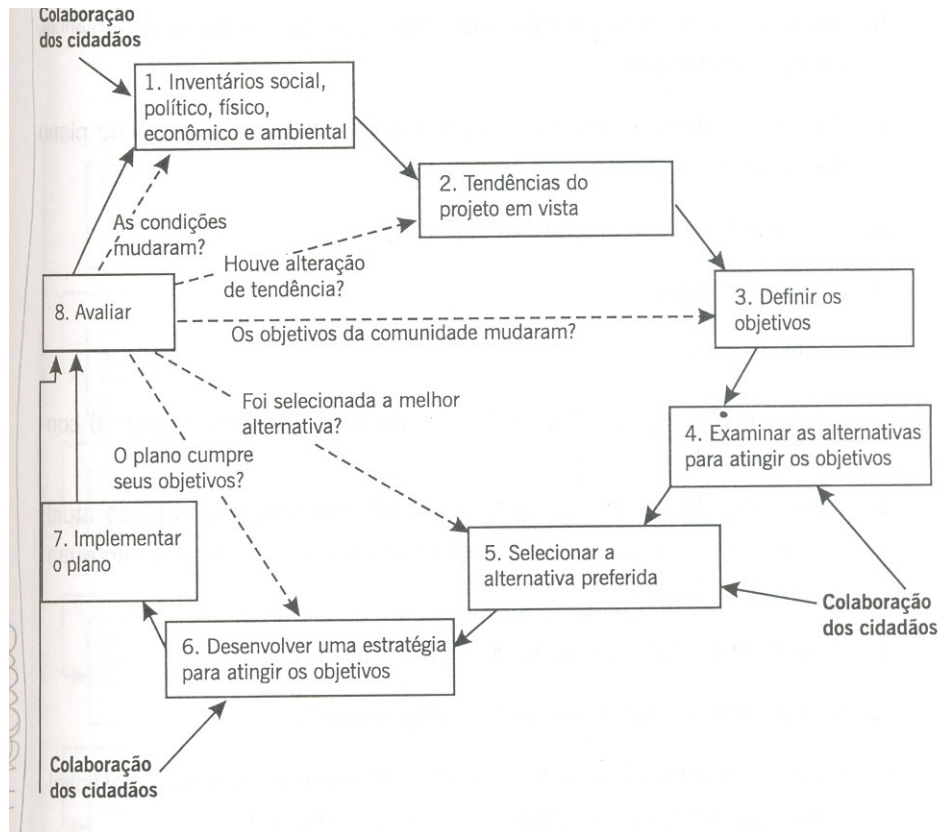 Colaboração
dos cidadãos
1. Inventários social,
político, físico,
econômico e ambiental
2. Tendências do
projeto em vista
As condições
mudaram?
Houve alteração
de tendência?
8. Avaliar
3. Definir os
objetivos
Os objetivos da comunidade mudaram?
Foi selecionada a melhor
alternativa?
4. Examinar as alternativas
para atingir os objetivos
O plano cumpre
seus objetivos?
7. Implementar
o plano
5. Selecionar a
alternativa preferida
Colaboração
dos cidadãos
6. Desenvolver uma estratégia
para atingir os objetivos
Colaboração
dos cidadãos